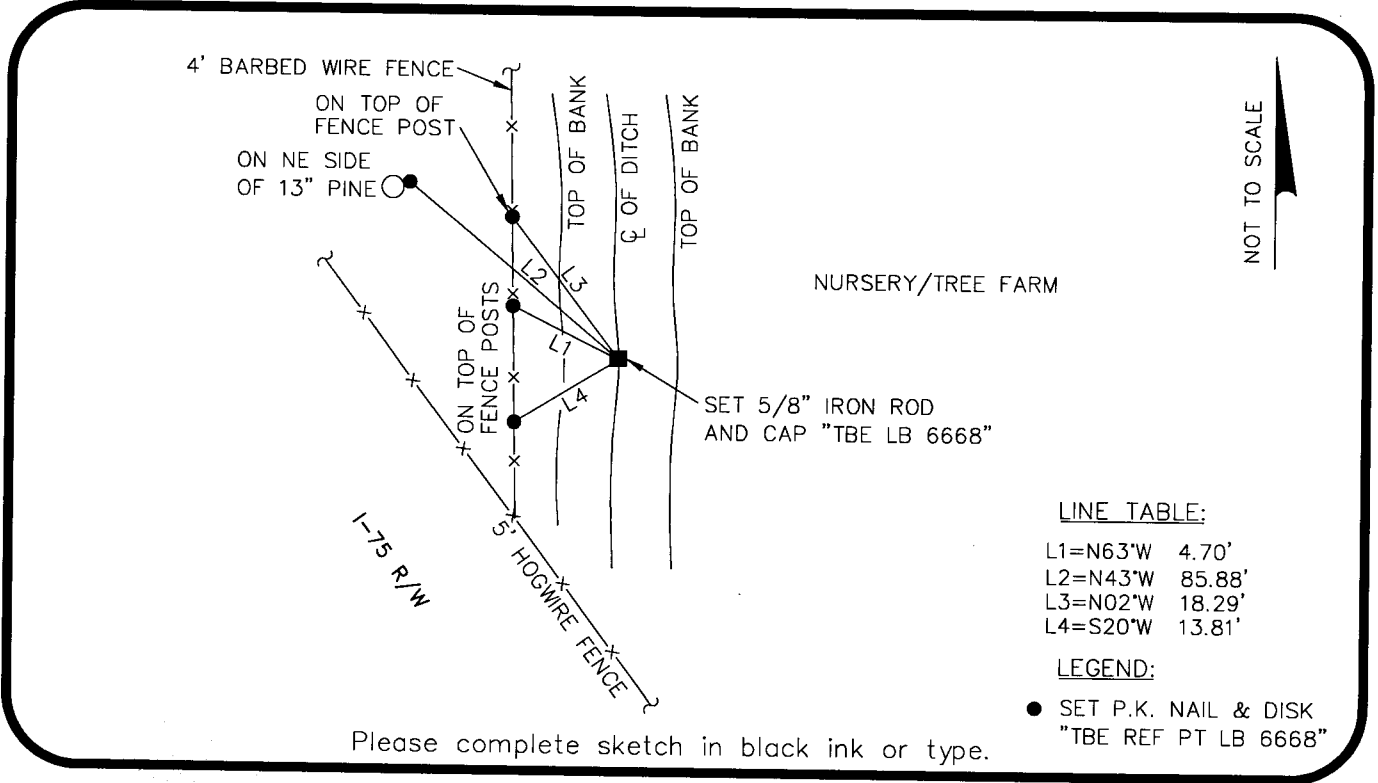 4' BARBED WIRE FENCE
ON TOP OF
FENCE POST
ON NE SIDE
OF 13" PINE
TOP OF BANK
℄ OF DITCH
TOP OF BANK
NOT TO SCALE
L2
L3
NURSERY/TREE FARM
ON TOP OF
FENCE POSTS
L1
L4
SET 5/8" IRON ROD
AND CAP "TBE LB 6668"
I-75 R/W
5' HOGWIRE FENCE
LINE TABLE:
L1=N63°W 4.70'
L2=N43°W 85.88'
L3=N02°W 18.29'
L4=S20°W 13.81'
LEGEND:
● SET P.K. NAIL & DISK
"TBE REF PT LB 6668"
Please complete sketch in black ink or type.